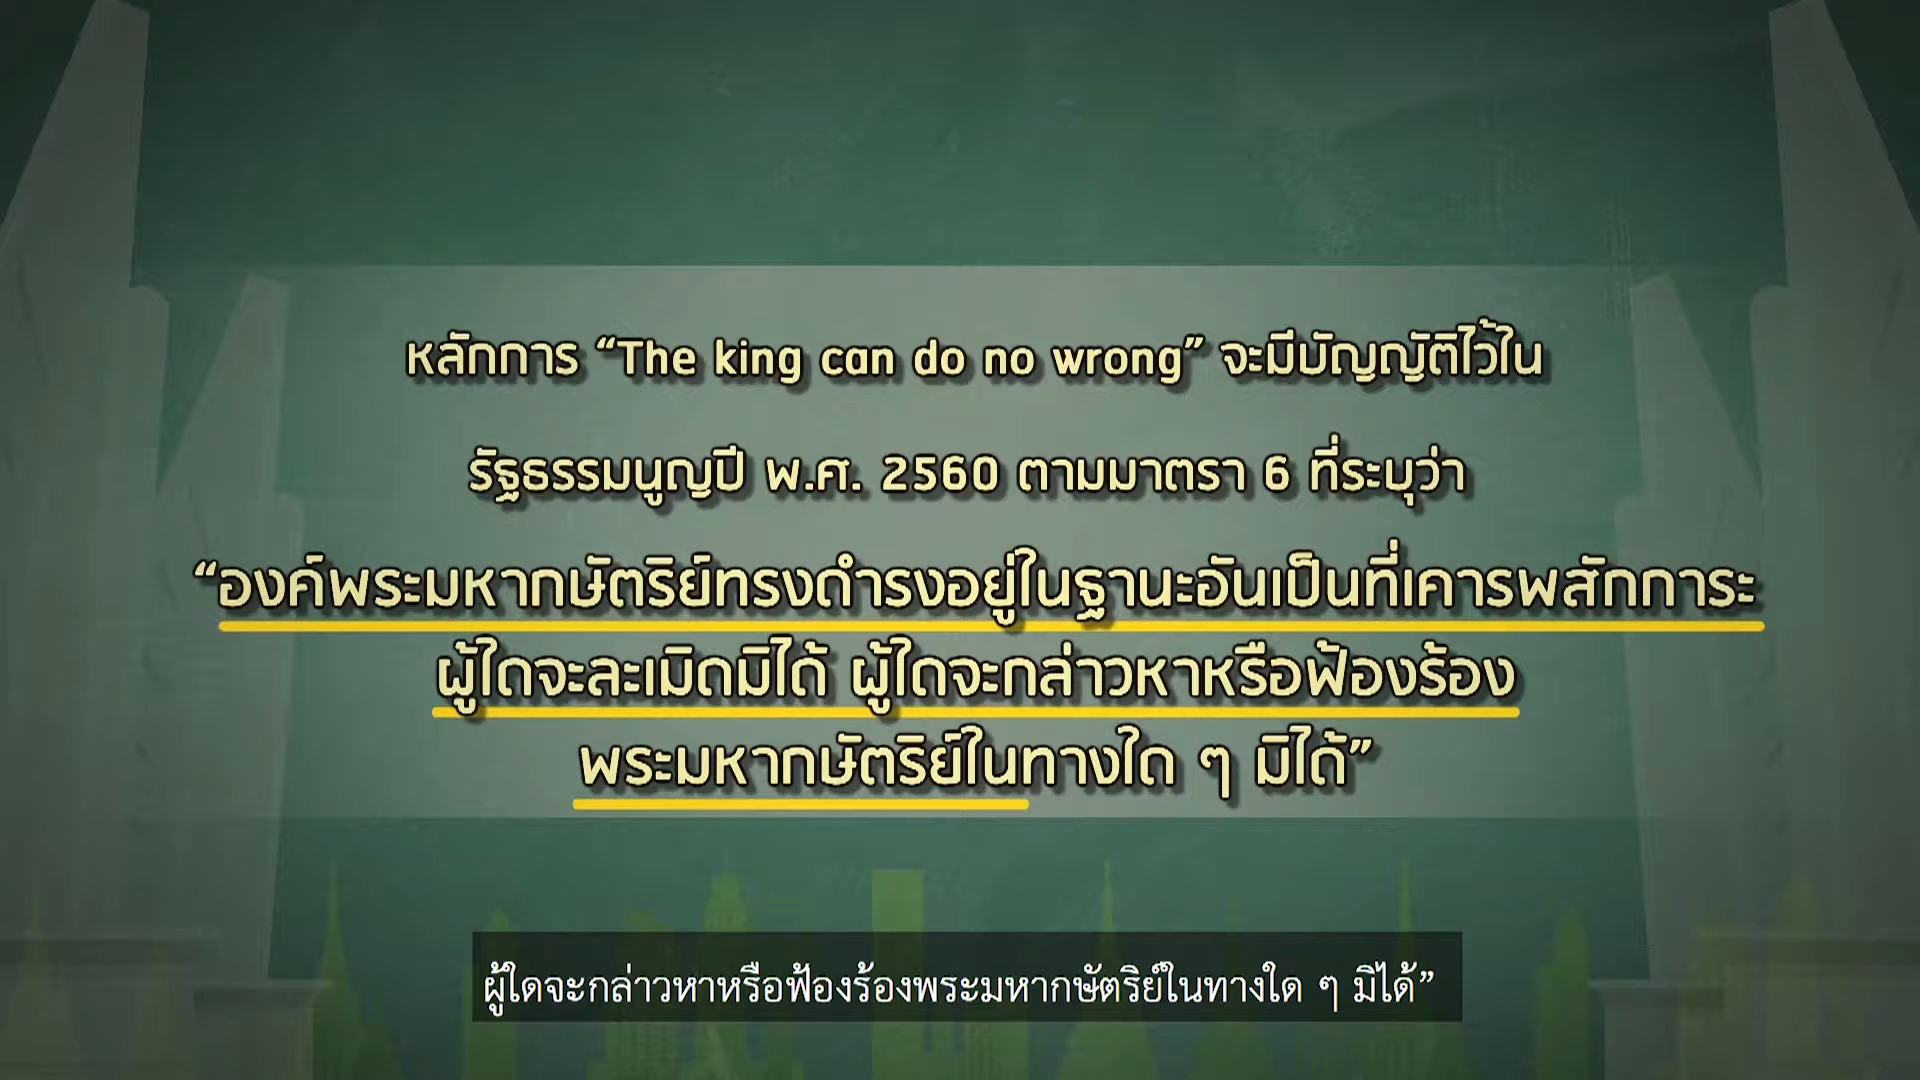 หลักการ “The king can do no wrong” จะมีบัญญัติไว้ใน
รัฐธรรมนูญปี พ.ศ. 2560 ตามมาตรา 6 ที่ระบุว่า
“องค์พระมหากษัตริย์ทรงดำรงอยู่ในฐานะอันเป็นที่เคารพสักการะ
ผู้ใดจะละเมิดมิได้ ผู้ใดจะกล่าวหาหรือฟ้องร้อง
พระมหากษัตริย์ในทางใด ๆ มิได้”
ผู้ใดจะกล่าวหาหรือฟ้องร้องพระมหากษัตริย์ในทางใด ๆ มิได้”